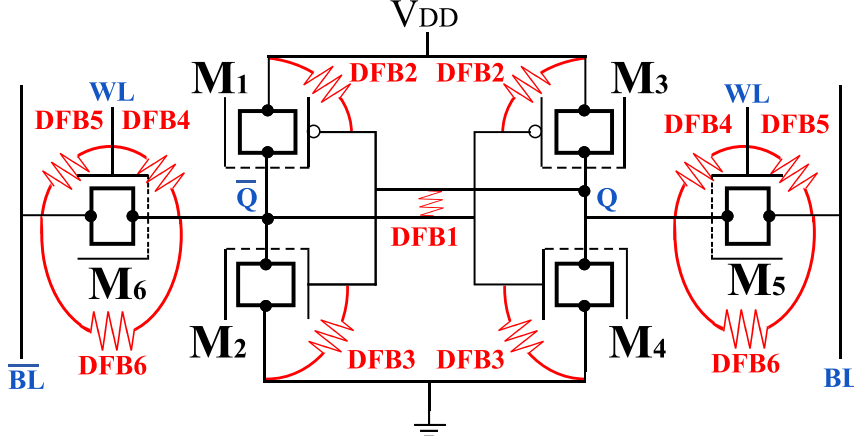 VDD
M1
DFB2
DFB2
M3
WL
WL
DFB5
DFB4
DFB4
DFB5
Q̅
Q
DFB1
M6
M5
M2
M4
DFB6
DFB3
DFB3
DFB6
B̅L̅
BL